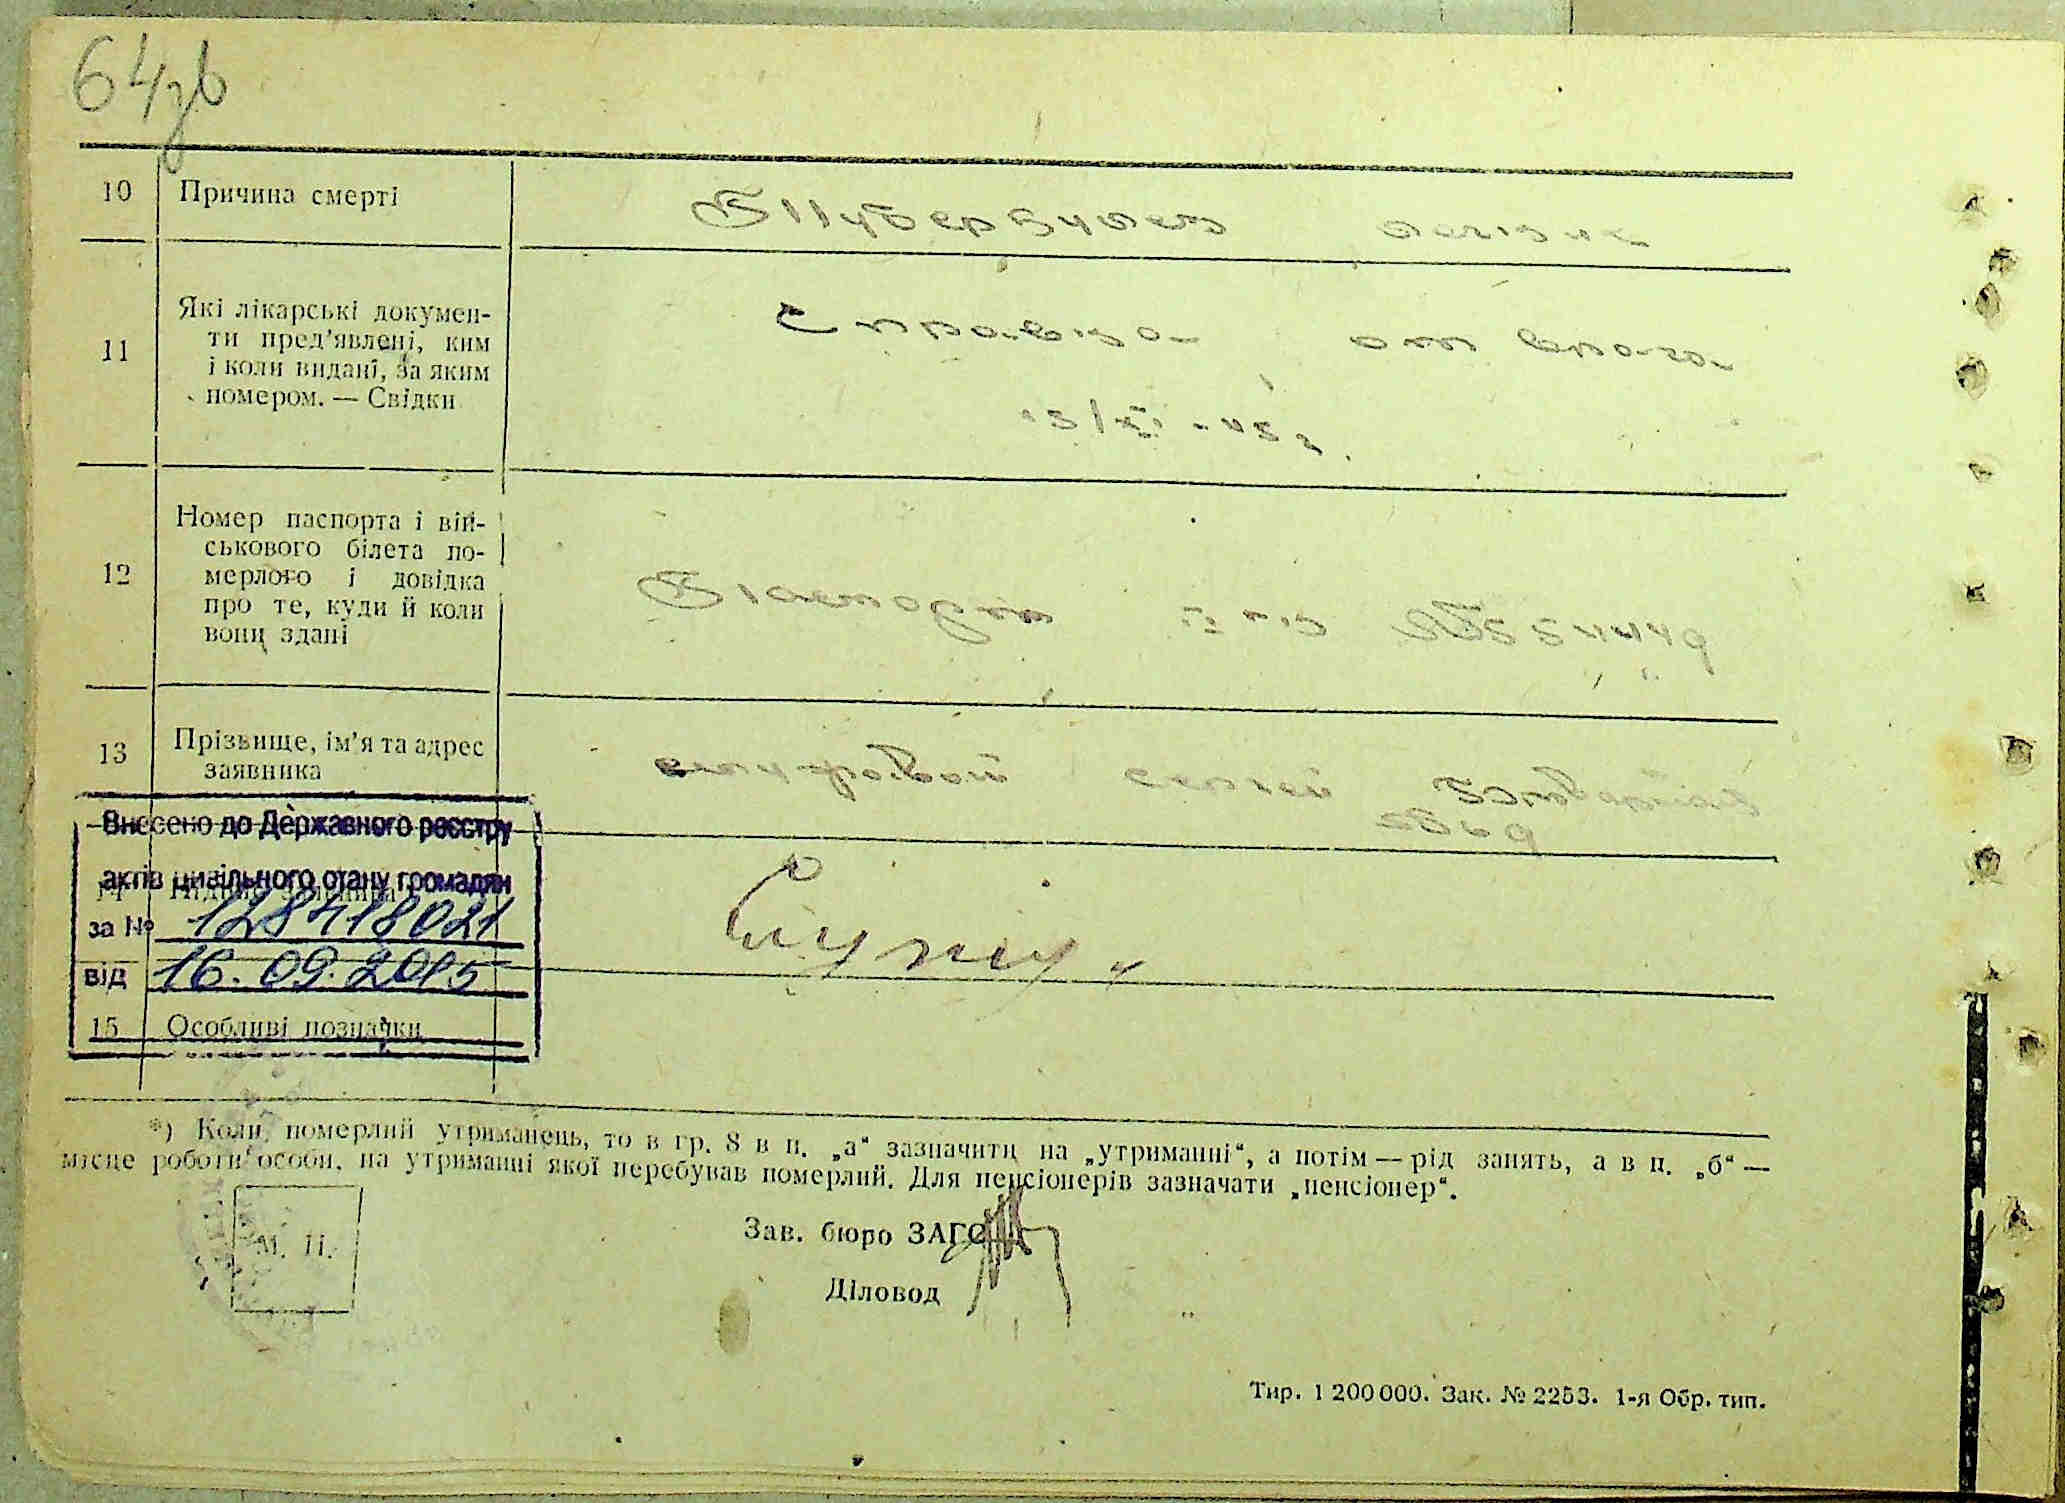 64зв
10 Причина смерті Туберкулез легких
11 Які лікарські докумен-
ти пред’явлені, ким
і коли видані, за яким
номером. — Свідки
Справка от врача
12 Номер паспорта і вій-
ськового білета по-
мерлого і довідка
про те, куди й коли
вони здані
Паспорт
13 Прізвище, ім’я та адрес
заявника
Внесено до Державного реєстру
актів цивільного стану громадян
14 Підпис заявника
за № 128418021
від 16.09.2015
15 Особливі позначки
*) Коли померлий утриманець, то в гр. 8 в п. „а“ зазначити на „утриманні“, а потім — рід занять, а в п. „б“ —
місце роботи особи, на утриманні якої перебував померлий. Для пенсіонерів зазначати „пенсіонер“.
М. П.
Зав. бюро ЗАГС
Діловод
Тир. 1 200 000. Зак. № 2253. 1-я Обр. тип.